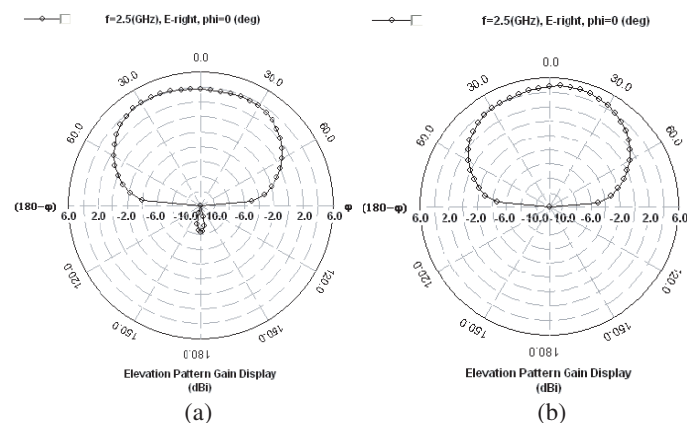 f=2.5(GHz), E-right, phi=0 (deg)
0.0
30.0 30.0
60.0 60.0
(180-φ) φ
6.0 2.0 -2.0 -6.0 -10.0 -10.0 -6.0 -2.0 2.0 6.0
120.0 120.0
150.0 150.0
180.0
Elevation Pattern Gain Display
(dBi)
(a)
f=2.5(GHz), E-right, phi=0 (deg)
0.0
30.0 30.0
60.0 60.0
(180-φ)
6.0 2.0 -2.0 -6.0 -10.0 -10.0 -6.0 -2.0 2.0 6.0
120.0 120.0
150.0 150.0
180.0
Elevation Pattern Gain Display
(dBi)
(b)